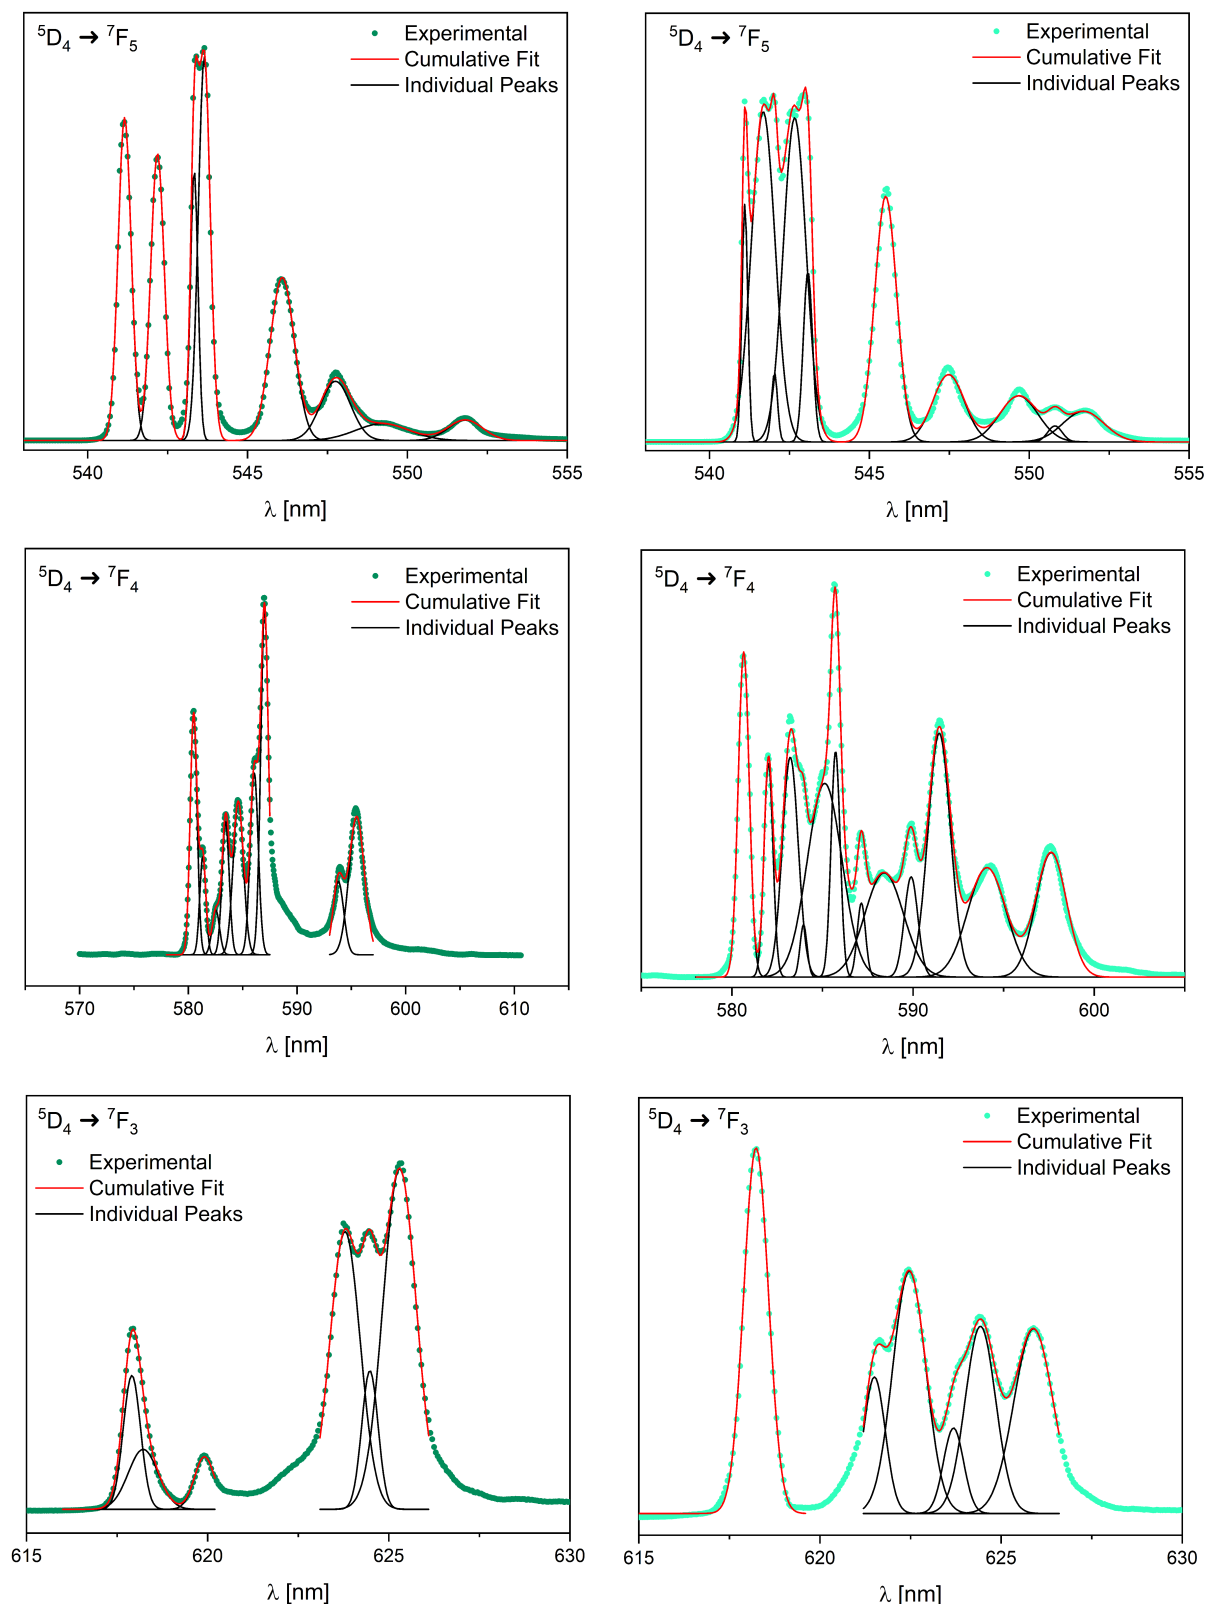 ⁵D₄ ➔ ⁷F₅
Experimental
Cumulative Fit
Individual Peaks
540 545 550 555
λ [nm]
⁵D₄ ➔ ⁷F₅
Experimental
Cumulative Fit
Individual Peaks
540 545 550 555
λ [nm]
⁵D₄ ➔ ⁷F₄
Experimental
Cumulative Fit
Individual Peaks
570 580 590 600 610
λ [nm]
⁵D₄ ➔ ⁷F₄
Experimental
Cumulative Fit
Individual Peaks
580 590 600
λ [nm]
⁵D₄ ➔ ⁷F₃
Experimental
Cumulative Fit
Individual Peaks
615 620 625 630
λ [nm]
⁵D₄ ➔ ⁷F₃
Experimental
Cumulative Fit
Individual Peaks
615 620 625 630
λ [nm]